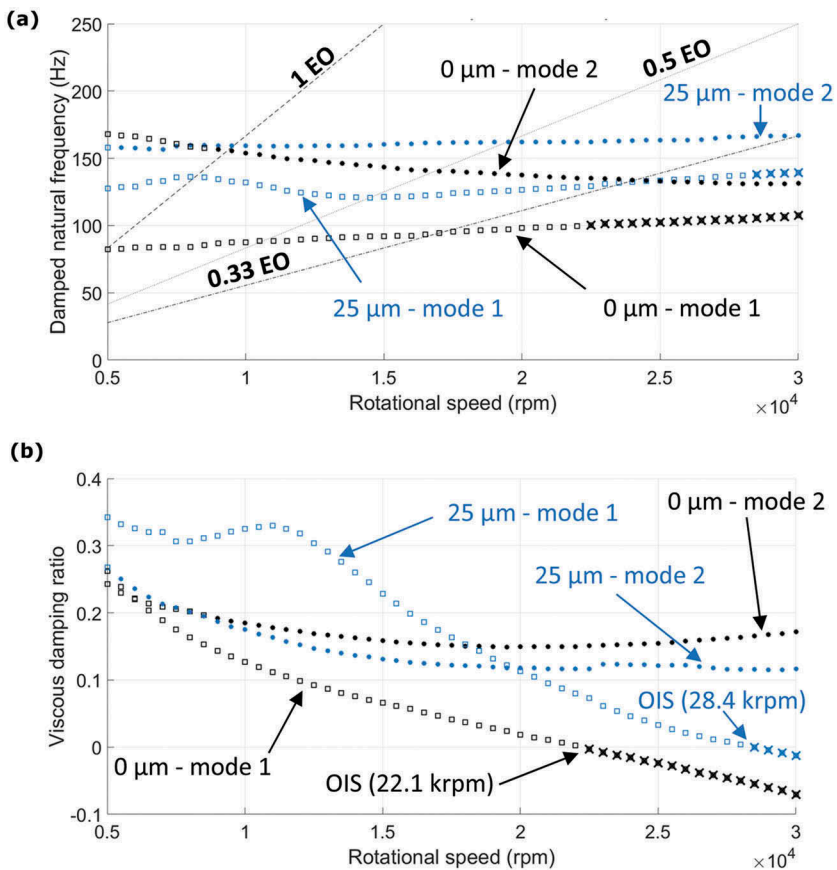 (a)
250
200
150
100
50
0
Damped natural frequency (Hz)
1 EO
0 µm - mode 2
0.5 EO
25 µm - mode 2
0.33 EO
25 µm - mode 1
0 µm - mode 1
0.5
1
1.5
2
2.5
3
Rotational speed (rpm)
×10⁴
(b)
0.4
0.3
0.2
0.1
0
-0.1
Viscous damping ratio
0 µm - mode 2
25 µm - mode 1
25 µm - mode 2
OIS (28.4 krpm)
0 µm - mode 1
OIS (22.1 krpm)
0.5
1
1.5
2
2.5
3
Rotational speed (rpm)
×10⁴